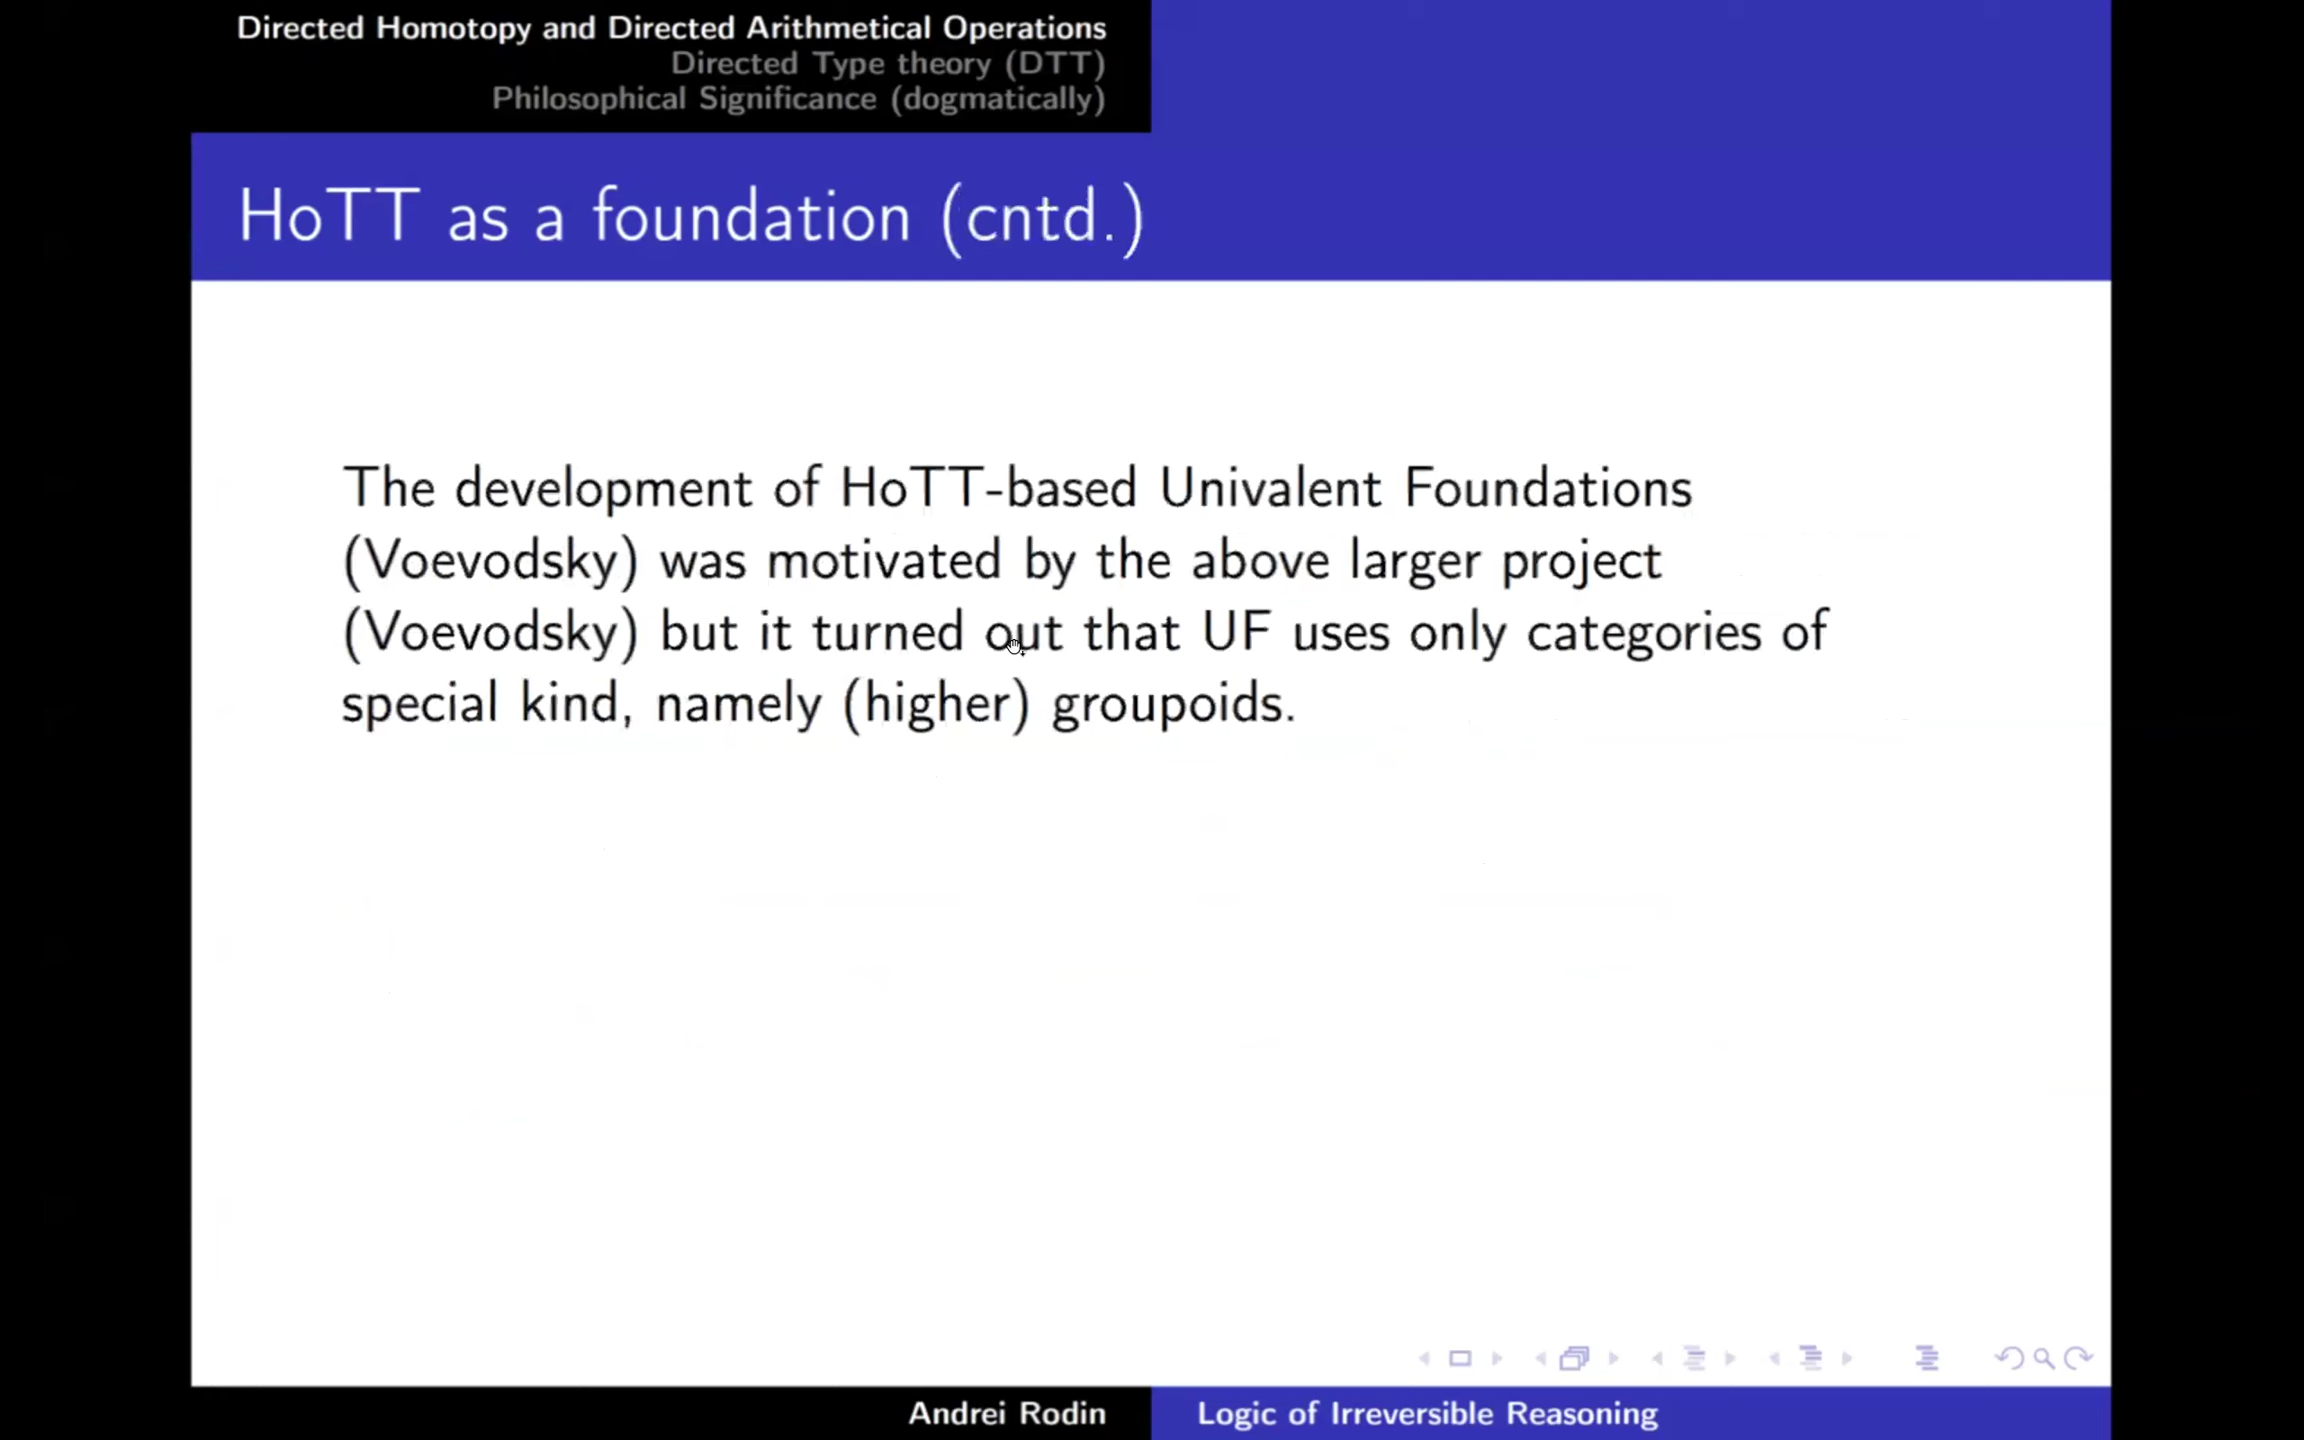 Directed Homotopy and Directed Arithmetical Operations
Directed Type theory (DTT)
Philosophical Significance (dogmatically)
HoTT as a foundation (cntd.)
The development of HoTT-based Univalent Foundations
(Voevodsky) was motivated by the above larger project
(Voevodsky) but it turned out that UF uses only categories of
special kind, namely (higher) groupoids.
Andrei Rodin
Logic of Irreversible Reasoning